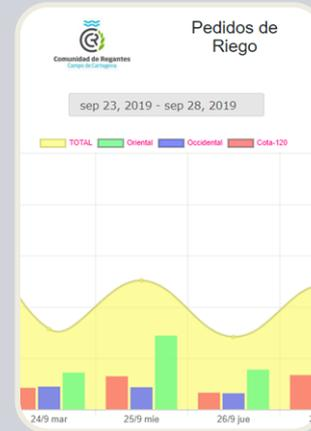 Pedidos de
Riego
Comunidad de Regantes
Campo de Cartagena
sep 23, 2019 - sep 28, 2019
TOTAL Oriental Occidental Cota-120
24/9 mar 25/9 mie 26/9 jue